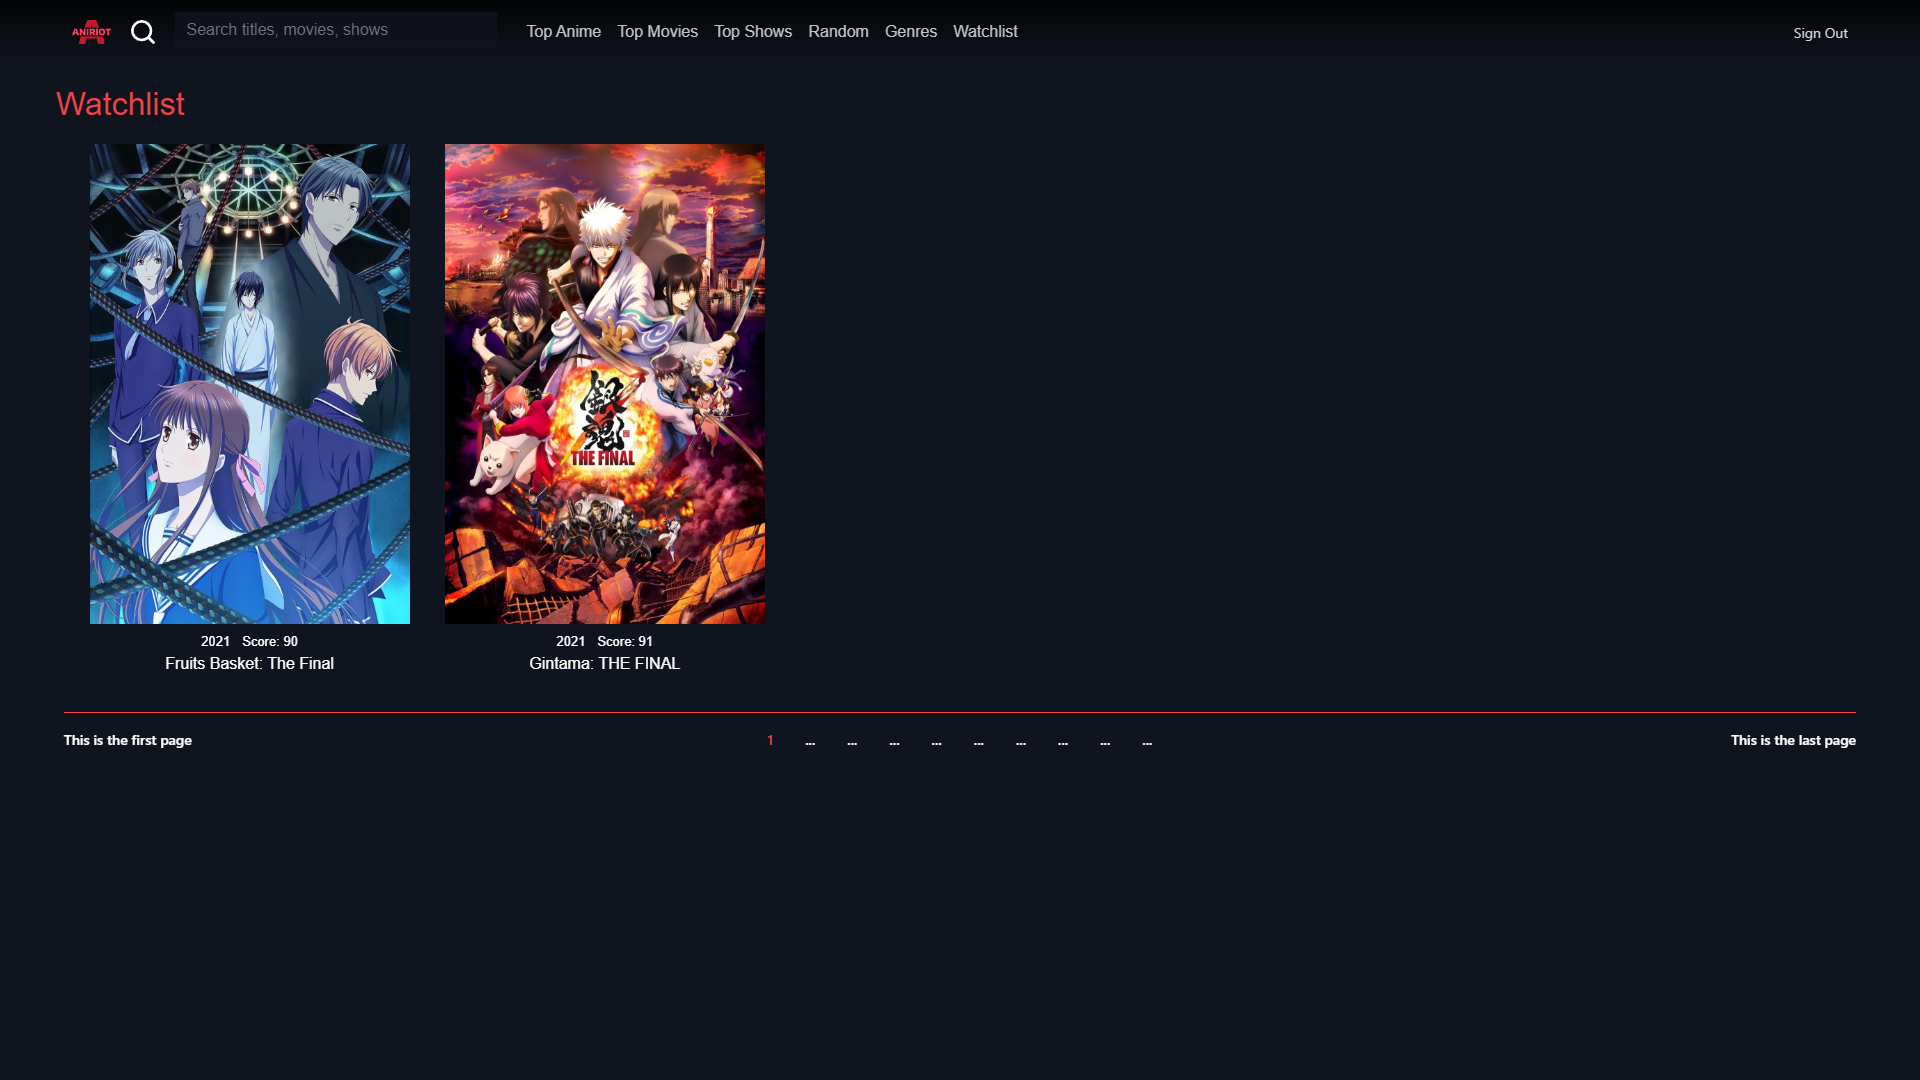 ANIRIOT
Search titles, movies, shows
Top Anime
Top Movies
Top Shows
Random
Genres
Watchlist
Sign Out
Watchlist
銀魂
THE FINAL
2021 Score: 90
Fruits Basket: The Final
2021 Score: 91
Gintama: THE FINAL
This is the first page
1 ... ... ... ... ... ... ... ... ...
This is the last page